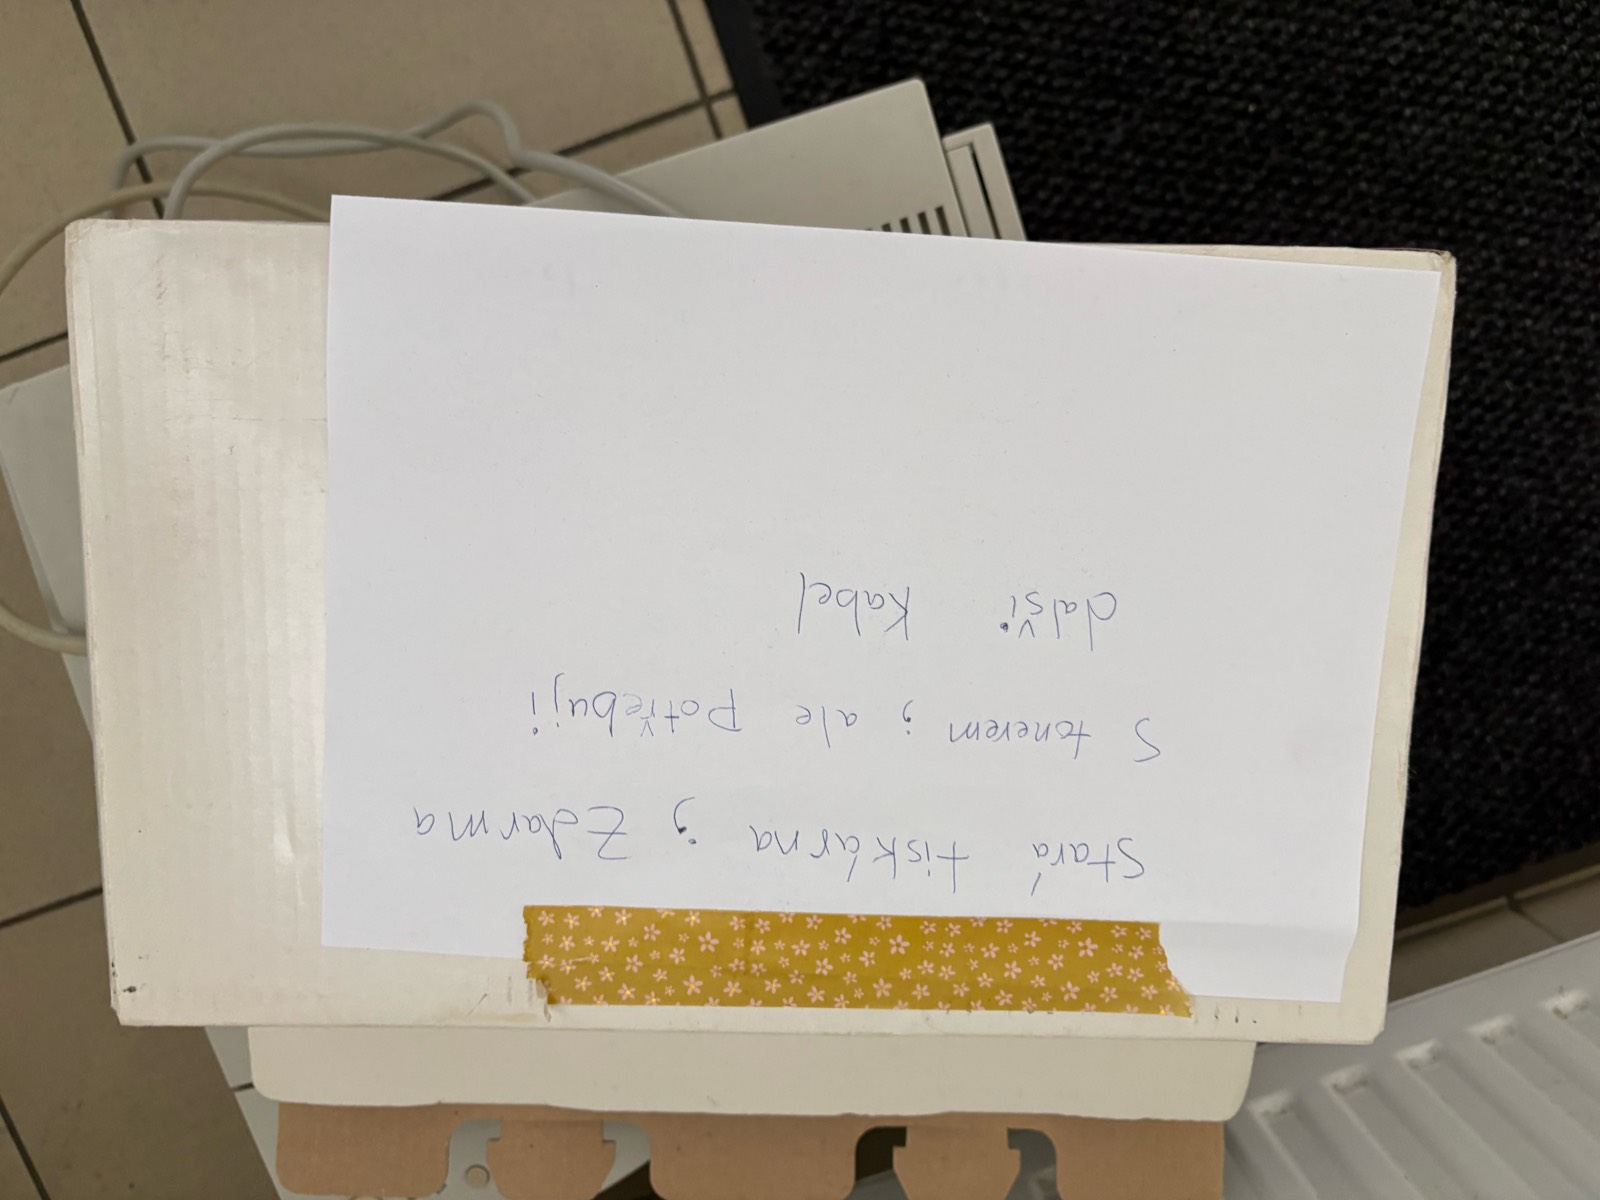 Stará tiskárna ; Zdarma
S tonerem ; ale potřebuji
další Kabel